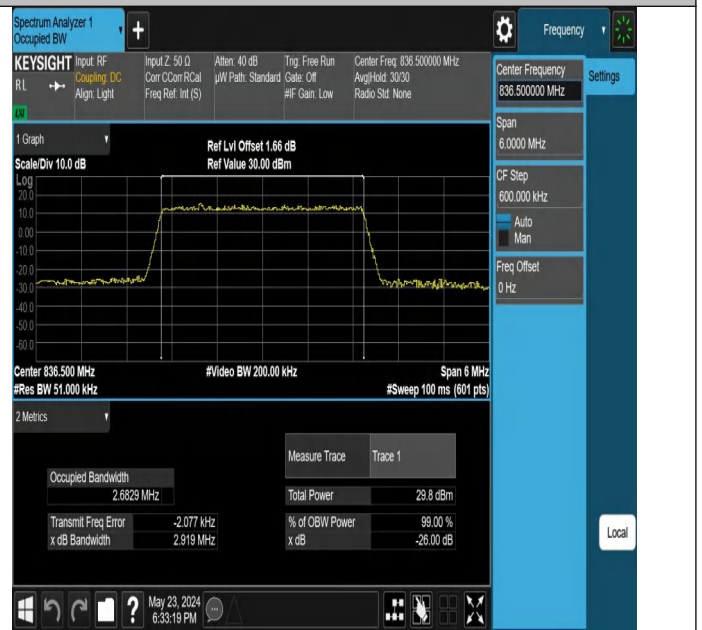 Spectrum Analyzer 1
Occupied BW
+
Frequency
KEYSIGHT
RL
LXI
Input: RF
Coupling: DC
Align: Light
Input Z: 50 Ω
Corr CCorr RCal
Freq Ref: Int (S)
Atten: 40 dB
µW Path: Standard
Trig: Free Run
Gate: Off
#IF Gain: Low
Center Freq: 836.500000 MHz
Avg|Hold: 30/30
Radio Std: None
Center Frequency
836.500000 MHz
Settings
Span
6.0000 MHz
CF Step
600.000 kHz
Auto
Man
Freq Offset
0 Hz
Local
1 Graph
Scale/Div 10.0 dB
Ref Lvl Offset 1.66 dB
Ref Value 30.00 dBm
Log
20.0
10.0
0.00
-10.0
-20.0
-30.0
-40.0
-50.0
-60.0
Center 836.500 MHz
#Video BW 200.00 kHz
Span 6 MHz
#Res BW 51.000 kHz
#Sweep 100 ms (601 pts)
2 Metrics
Measure Trace
Trace 1
Occupied Bandwidth
2.6829 MHz
Total Power
29.8 dBm
Transmit Freq Error
-2.077 kHz
% of OBW Power
99.00 %
x dB Bandwidth
2.919 MHz
x dB
-26.00 dB
?
May 23, 2024
6:33:19 PM